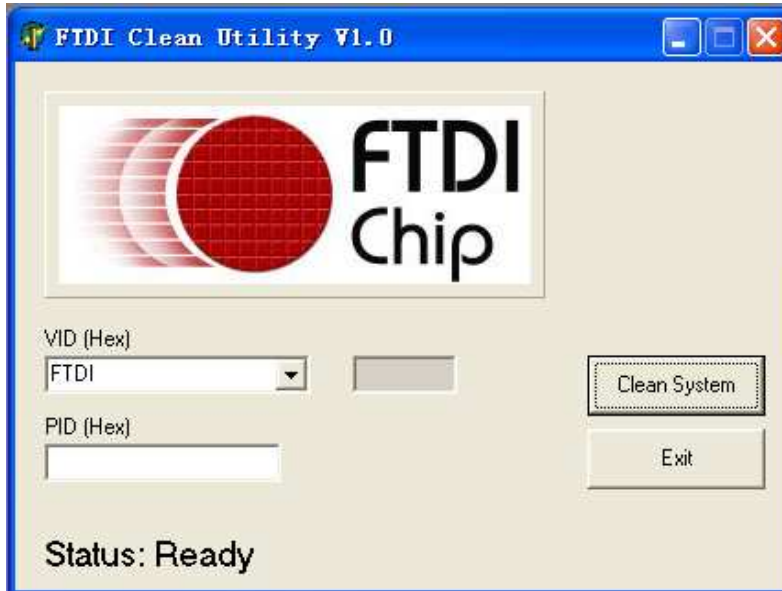 FTDI Clean Utility V1.0
FTDI
Chip
VID (Hex)
FTDI
Clean System
PID (Hex)
Exit
Status: Ready